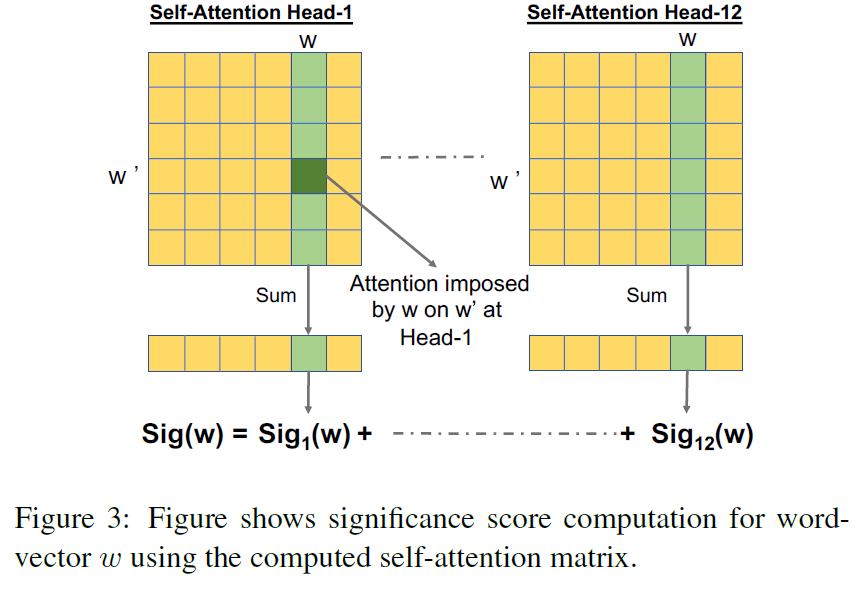 Self-Attention Head-1
Self-Attention Head-12
w
w
w ’
w ’
Attention imposed
by w on w’ at
Head-1
Sum
Sum
Sig(w) = Sig₁(w) + + Sig₁₂(w)
Figure 3: Figure shows significance score computation for word-
vector w using the computed self-attention matrix.